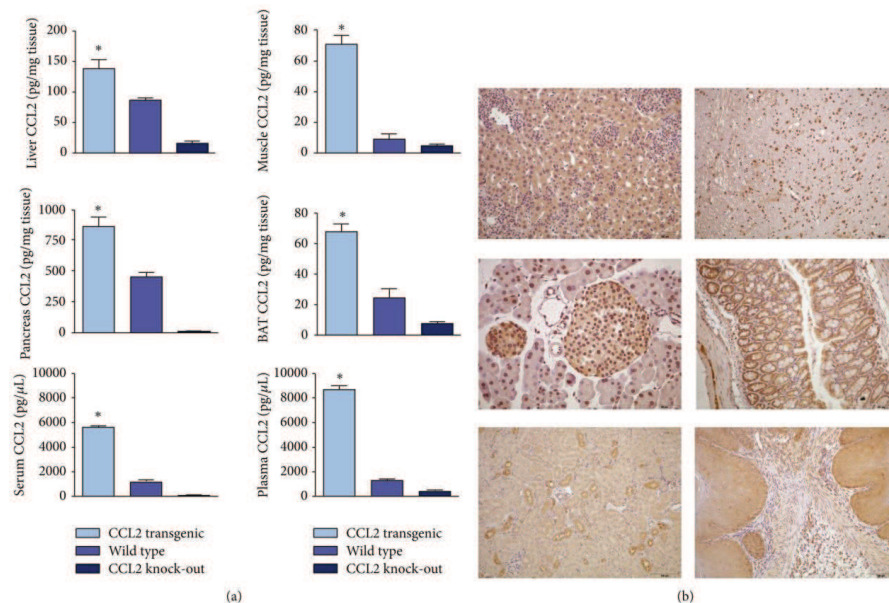 Liver CCL2 (pg/mg tissue)
200
150
100
50
0
*
Muscle CCL2 (pg/mg tissue)
80
60
40
20
0
*
Pancreas CCL2 (pg/mg tissue)
1000
750
500
250
0
*
BAT CCL2 (pg/mg tissue)
80
60
40
20
0
*
Serum CCL2 (pg/μL)
10000
8000
6000
4000
2000
0
*
Plasma CCL2 (pg/μL)
10000
8000
6000
4000
2000
0
*
CCL2 transgenic
Wild type
CCL2 knock-out
CCL2 transgenic
Wild type
CCL2 knock-out
(a)
(b)